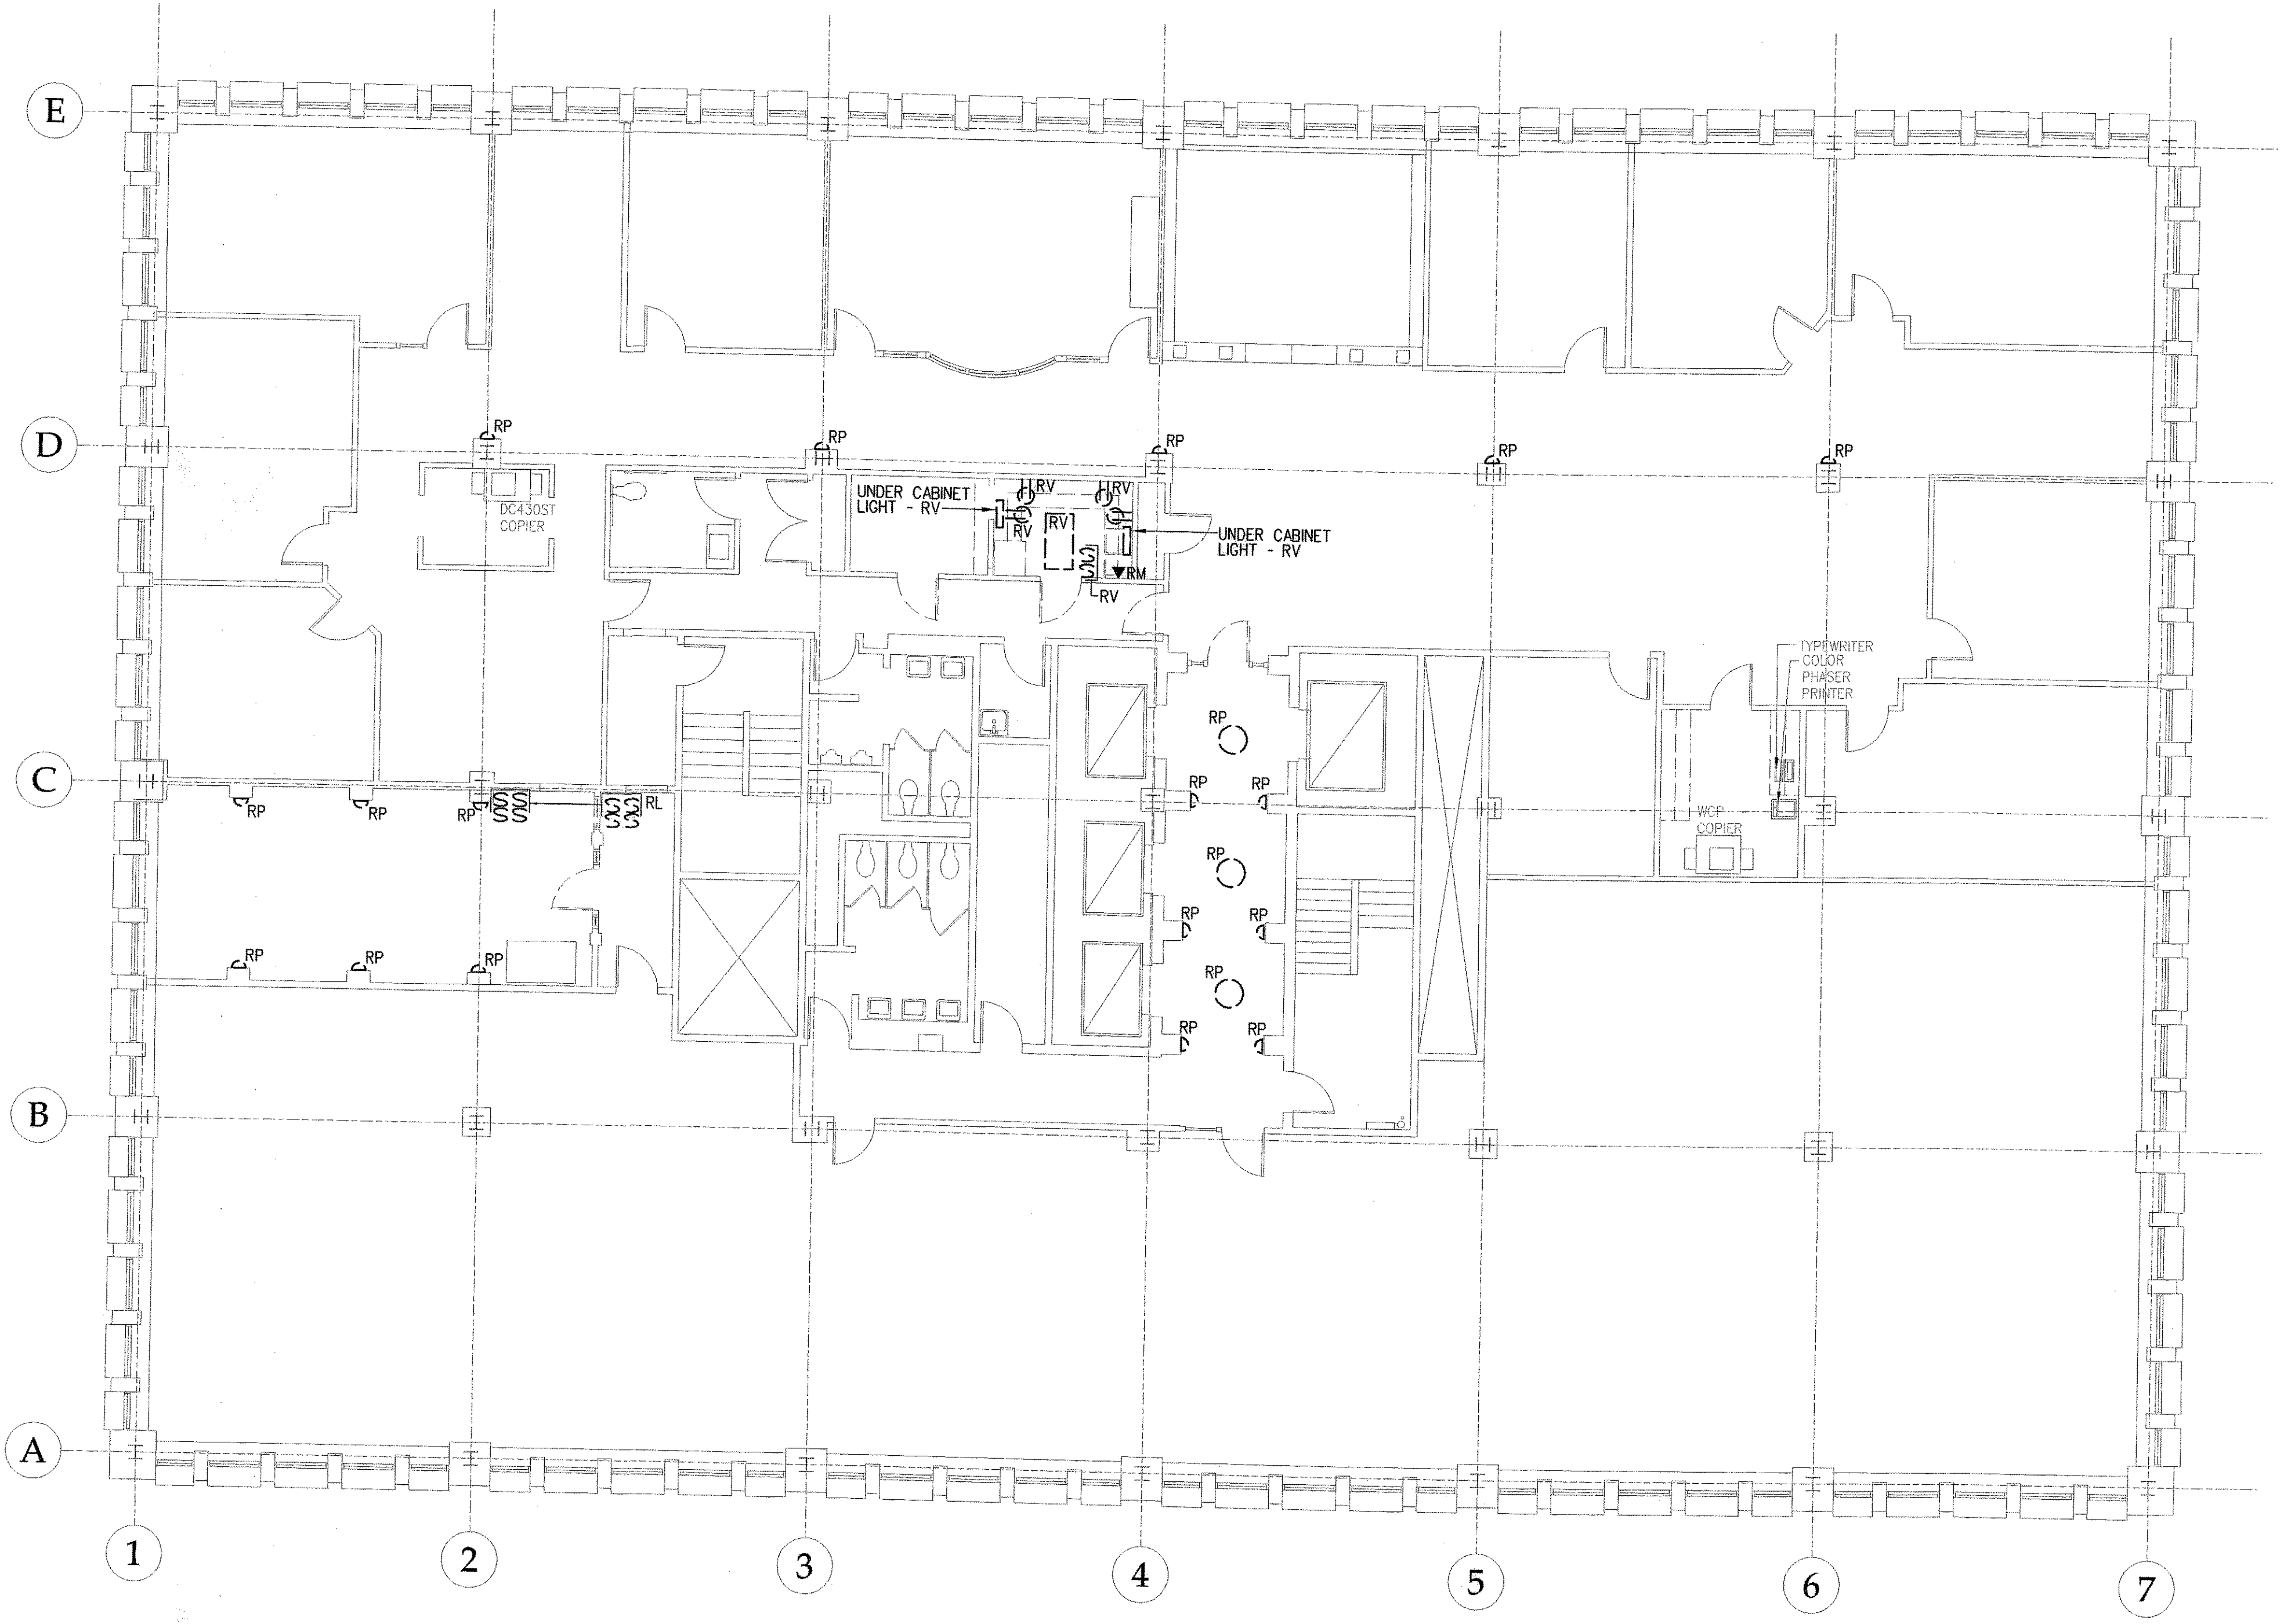 E
D
RP
RP
RP
RP
RP
DC430ST
COPIER
UNDER CABINET
LIGHT - RV
RV
RV
RV
RV
UNDER CABINET
LIGHT - RV
RM
RV
TYPEWRITER
COLOR
PHASER
PRINTER
C
RP
RP
RP
RL
RP
RP
RP
WCP
COPIER
RP
RP
RP
RP
RP
RP
RP
RP
RP
RP
B
A
1
2
3
4
5
6
7